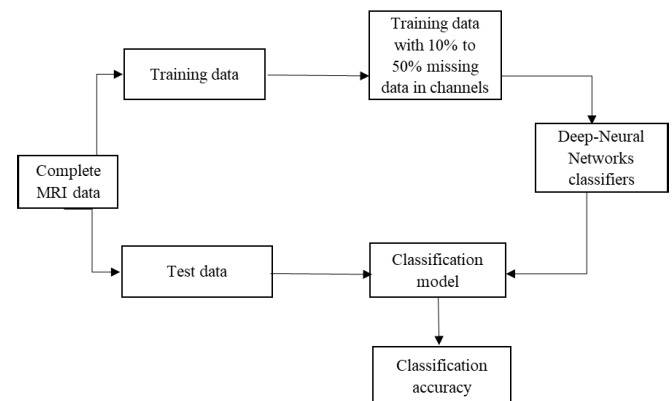 Training data
Training data
with 10% to
50% missing
data in channels
Complete
MRI data
Deep-Neural
Networks
classifiers
Test data
Classification
model
Classification
accuracy